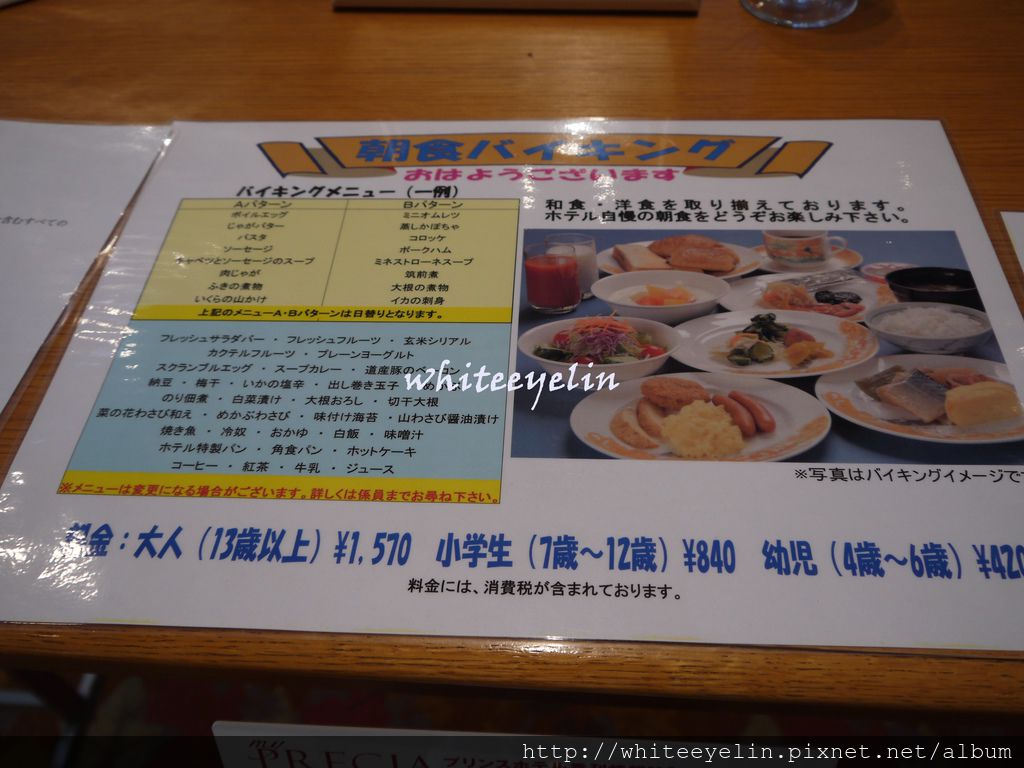 朝食バイキング
おはようございます
バイキングメニュー（一例）
和食・洋食を取り揃えております。
ホテル自慢の朝食をどうぞお楽しみ下さい。
Aパターン Bパターン
ボイルエッグ ミニオムレツ
じゃがバター 蒸しかぼちゃ
パスタ コロッケ
ソーセージ ポークハム
キャベツとソーセージのスープ ミネストローネスープ
肉じゃが 筑前煮
ふきの煮物 大根の煮物
いくらの山かけ イカの刺身
上記のメニューA・Bパターンは日替りとなります。
フレッシュサラダバー ・ フレッシュフルーツ ・ 玄米シリアル
カクテルフルーツ ・ プレーンヨーグルト
スクランブルエッグ ・ スープカレー ・ 道産豚のベーコン
納豆 ・ 梅干 ・ いかの塩辛 ・ 出し巻き玉子
のり佃煮 ・ 白菜漬け ・ 大根おろし ・ 切干大根
菜の花わさび和え ・ めかぶわさび ・ 味付け海苔 ・ 山わさび醤油漬け
焼き魚 ・ 冷奴 ・ おかゆ ・ 白飯 ・ 味噌汁
ホテル特製パン ・ 角食パン ・ ホットケーキ
コーヒー ・ 紅茶 ・ 牛乳 ・ ジュース
※メニューは変更になる場合がございます。詳しくは係員までお尋ね下さい。
※写真はバイキングイメージで
料金：大人（13歳以上）¥1,570 小学生（7歳～12歳）¥840 幼児（4歳～6歳）¥420
料金には、消費税が含まれております。
含むすべての
whiteeyelin
my PRECIA プリンスホテル
http://whiteeyelin.pixnet.net/album